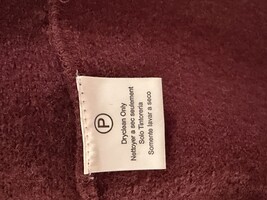 P
Dryclean Only
Nettoyer a sec seulement
Solo Tintoreria
Somente lavar a seco